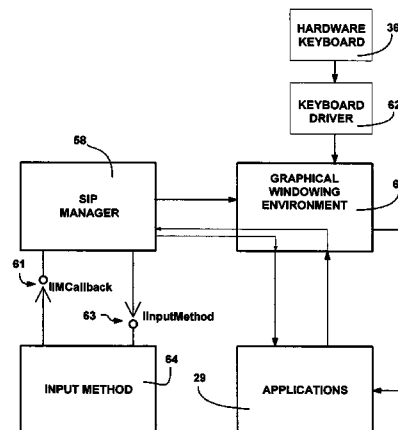 HARDWARE
KEYBOARD
36
KEYBOARD
DRIVER
62
58
SIP
MANAGER
GRAPHICAL
WINDOWING
ENVIRONMENT
6
61
IIMCallback
63
IInputMethod
INPUT METHOD
64
29
APPLICATIONS